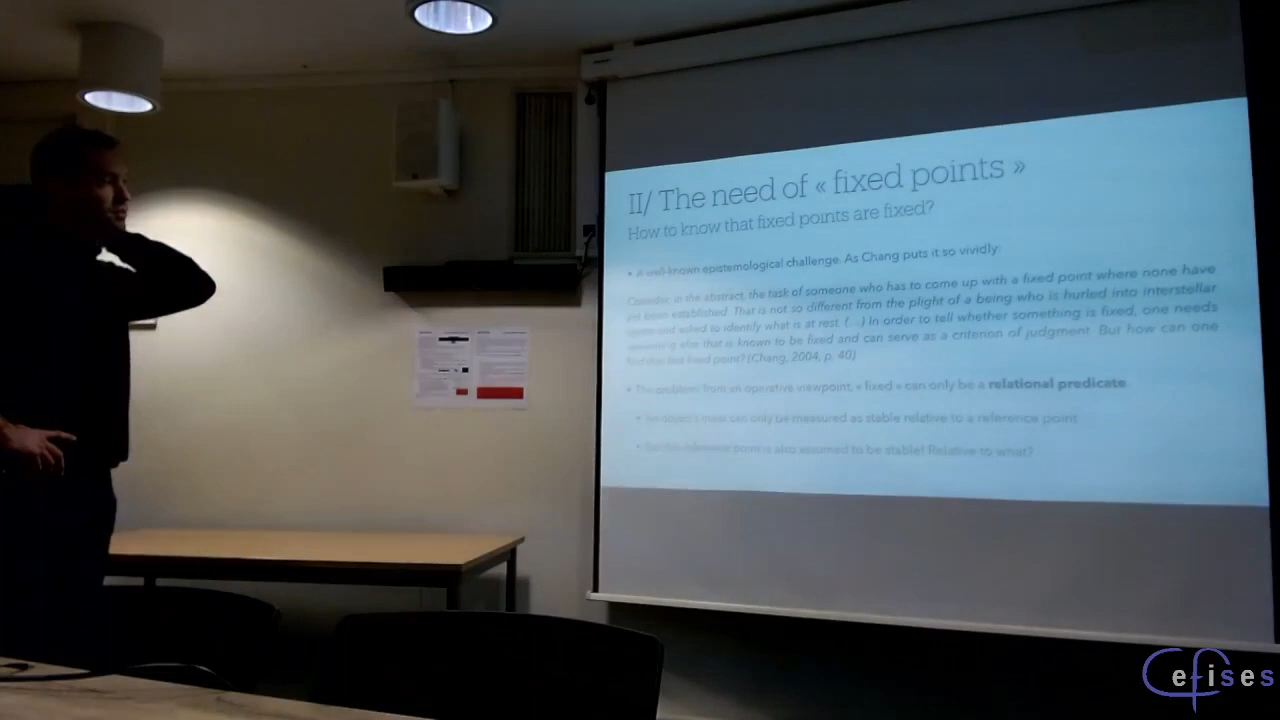 II/ The need of « fixed points »
How to know that fixed points are fixed?
• A well-known epistemological challenge. As Chang puts it so vividly:
Consider, in the abstract, the task of someone who has to come up with a fixed point where none have
yet been established. That is not so different from the plight of a being who is hurled into interstellar
space and asked to identify what is at rest. (…) In order to tell whether something is fixed, one needs
something else that is known to be fixed and can serve as a criterion of judgment. But how can one
find that first fixed point? (Chang, 2004, p. 40)
• The problem: from an operative viewpoint, « fixed » can only be a relational predicate.
• An object's mass can only be measured as stable relative to a reference point
• But this reference point is also assumed to be stable! Relative to what?
Cefises